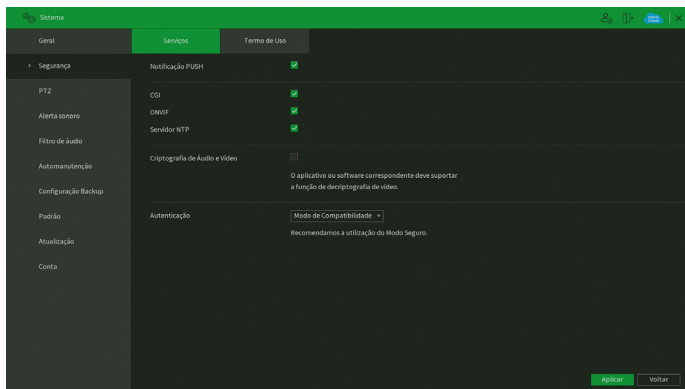 Sistema
Geral
Segurança
PTZ
Alerta sonoro
Filtro de áudio
Automanutenção
Configuração Backup
Padrão
Atualização
Conta
Serviços
Termo de Uso
Notificação PUSH
CGI
ONVIF
Servidor NTP
Criptografia de Áudio e Vídeo
O aplicativo ou software correspondente deve suportar
a função de decriptografia de vídeo.
Autenticação
Modo de Compatibilidade
Recomendamos a utilização do Modo Seguro.
Aplicar
Voltar